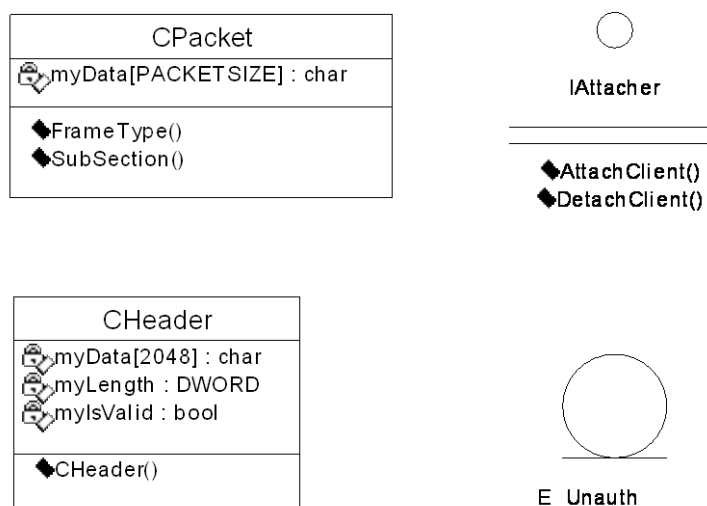 CPacket
myData[PACKETSIZE] : char
FrameType()
SubSection()
IAttacher
AttachClient()
DetachClient()
CHeader
myData[2048] : char
myLength : DWORD
myIsValid : bool
CHeader()
E_Unauth